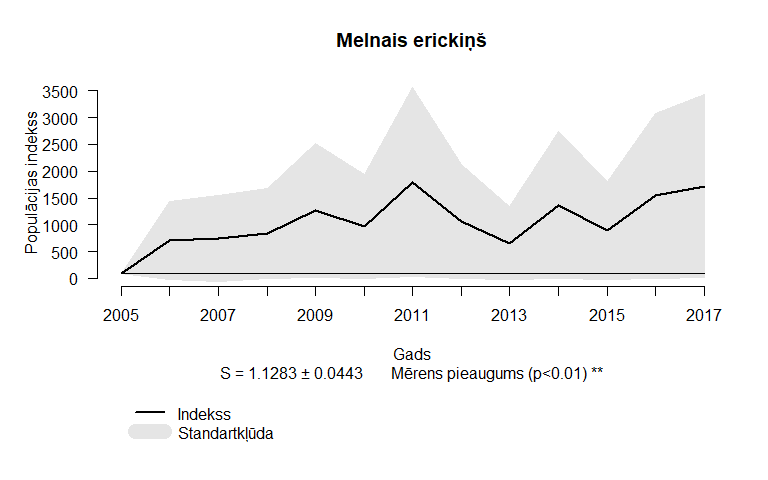 Melnais erickiņš
Populācijas indekss
3500
3000
2500
2000
1500
1000
500
0
2005 2007 2009 2011 2013 2015 2017
Gads
S = 1.1283 ± 0.0443 Mērens pieaugums (p<0.01) **
Indekss
Standartkļūda